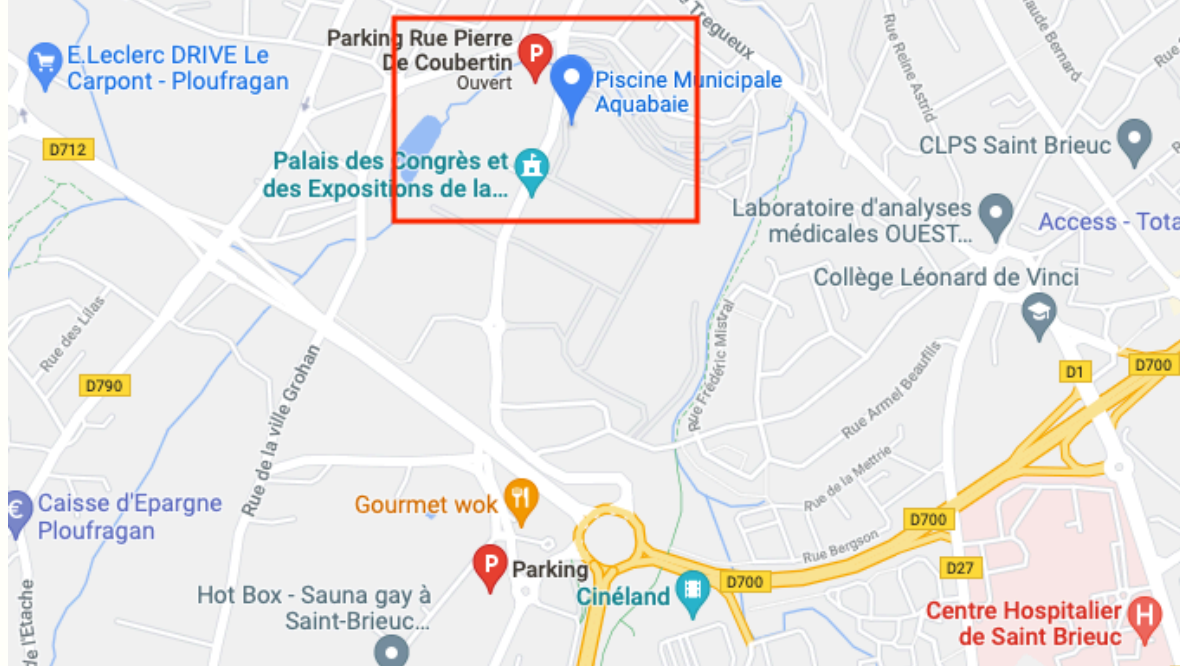 Parking Rue Pierre
De Coubertin
Ouvert
E.Leclerc DRIVE Le
Carpont - Ploufragan
Piscine Municipale
Aquabaie
Tregueux
Rue Reine Astrid
aude Bernard
Rue
D712
Palais des Congrès et
des Expositions de la...
CLPS Saint Brieuc
Laboratoire d'analyses
médicales OUEST...
Access - Tota
Collège Léonard de Vinci
Rue des Lilas
Rue Frédéric Mistral
D790
Rue de la ville Grohan
Rue Armel Beaufils
D1
D700
Caisse d'Epargne
Ploufragan
Gourmet wok
Rue de la Mettrie
D700
Rue Bergson
Parking
D700
D27
Cinéland
Hot Box - Sauna gay à
Saint-Brieuc...
de l'Etache
Centre Hospitalier
de Saint Brieuc